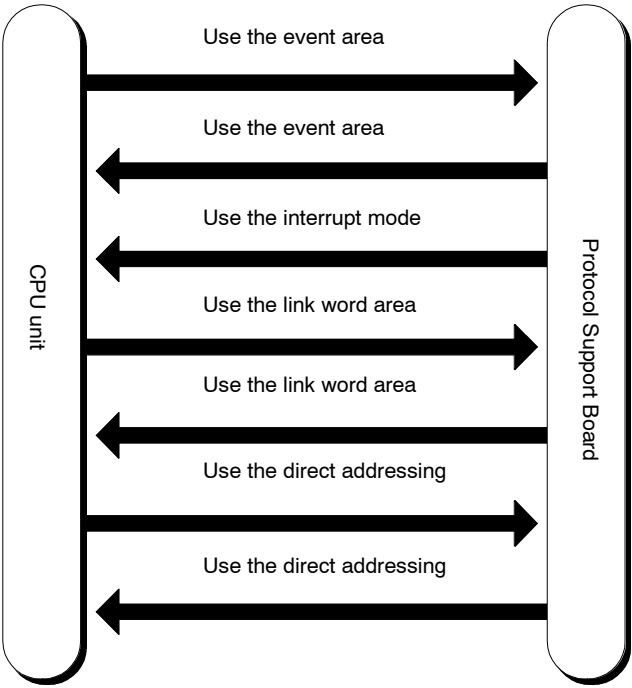 Use the event area
Use the event area
Use the interrupt mode
Use the link word area
Use the link word area
Use the direct addressing
Use the direct addressing
CPU unit
Protocol Support Board